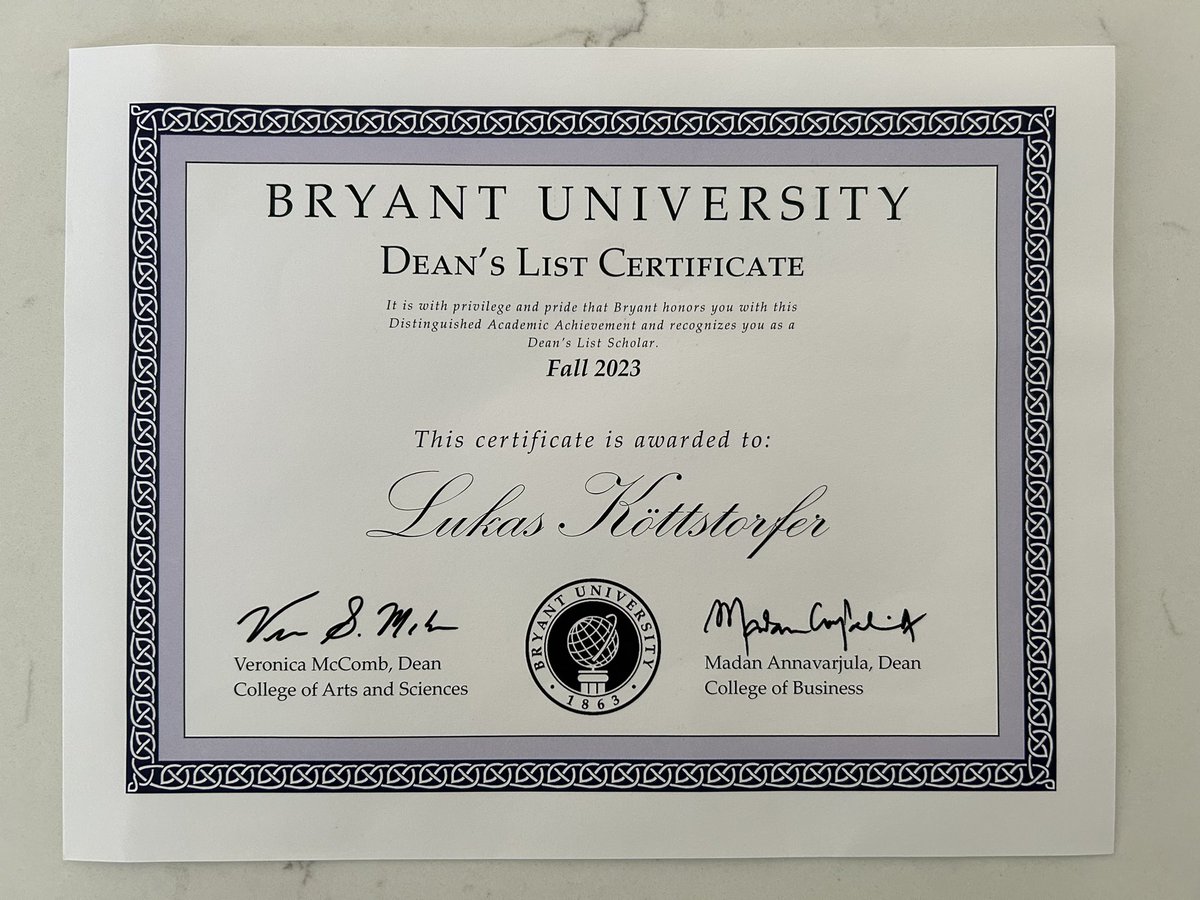 BRYANT UNIVERSITY
DEAN'S LIST CERTIFICATE
It is with privilege and pride that Bryant honors you with this
Distinguished Academic Achievement and recognizes you as a
Dean's List Scholar.
Fall 2023
This certificate is awarded to:
Lukas Köttstorfer
Veronica McComb, Dean
College of Arts and Sciences
BRYANT UNIVERSITY
· 1863 ·
Madan Annavarjula, Dean
College of Business